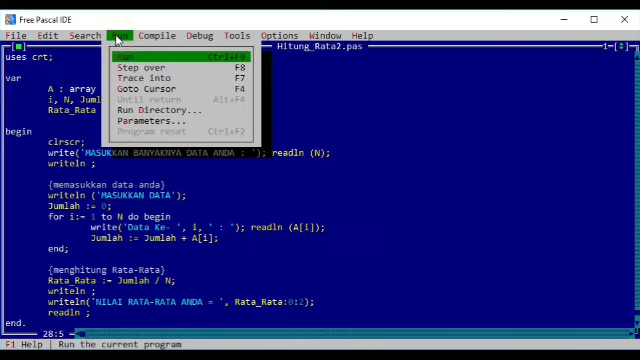 Free Pascal IDE
File Edit Search Run Compile Debug Tools Options Window Help
Hitung_Rata2.pas 1
uses crt;
Run Ctrl+F9
Step over F8
var
Trace into F7
A : array
Goto Cursor F4
i, N, Juml
Until return Alt+F4
Rata_Rata
Run Directory...
Parameters...
begin
Program reset Ctrl+F2
clrscr;
write('MASUKKAN BANYAKNYA DATA ANDA : '); readln (N);
writeln ;
{memasukkan data anda}
writeln ('MASUKKAN DATA');
Jumlah := 0;
for i:= 1 to N do begin
write('Data Ke- ', i, ' : '); readln (A[i]);
Jumlah := Jumlah + A[i];
end;
{menghitung Rata-Rata}
Rata_Rata := Jumlah / N;
writeln ;
writeln('NILAI RATA-RATA ANDA = ', Rata_Rata:0:2);
readln ;
end.
28:5
F1 Help | Run the current program